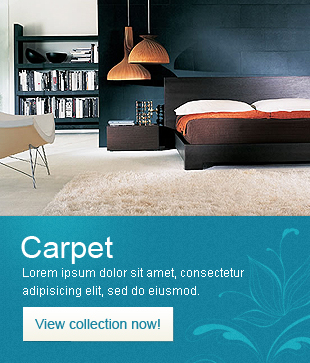 Carpet
Lorem ipsum dolor sit amet, consectetur
adipisicing elit, sed do eiusmod.
View collection now!